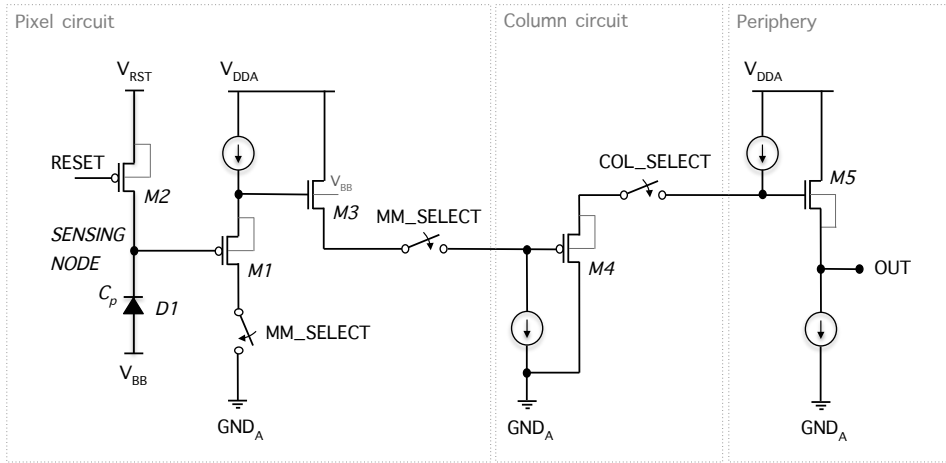 Pixel circuit
Column circuit
Periphery
V_RST
V_DDA
V_DDA
RESET
M2
V_BB
M3
COL_SELECT
M5
MM_SELECT
SENSING
NODE
M1
M4
OUT
C_p
D1
MM_SELECT
V_BB
GND_A
GND_A
GND_A